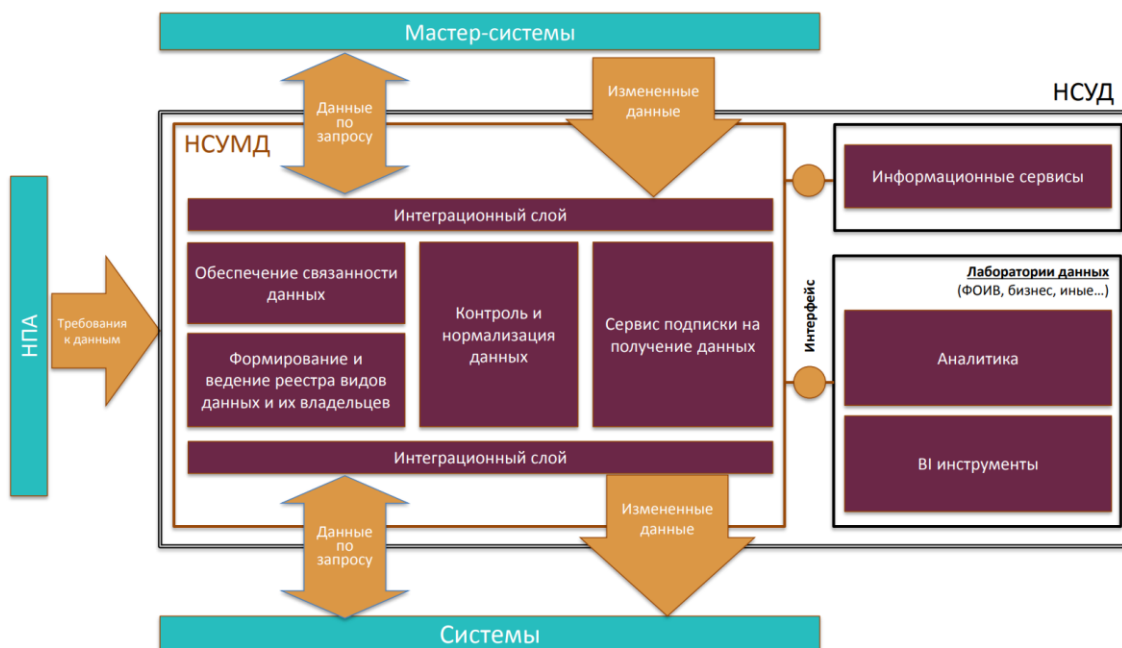 Мастер-системы
НСУД
Данные
по
запросу
Измененные
данные
НСУМД
Информационные сервисы
Интеграционный слой
НПА
Требования
к данным
Обеспечение связанности
данных
Формирование и
ведение реестра видов
данных и их владельцев
Контроль и
нормализация
данных
Сервис подписки на
получение данных
Интерфейс
Лаборатории данных
(ФОИВ, бизнес, иные...)
Аналитика
BI инструменты
Интеграционный слой
Данные
по
запросу
Измененные
данные
Системы